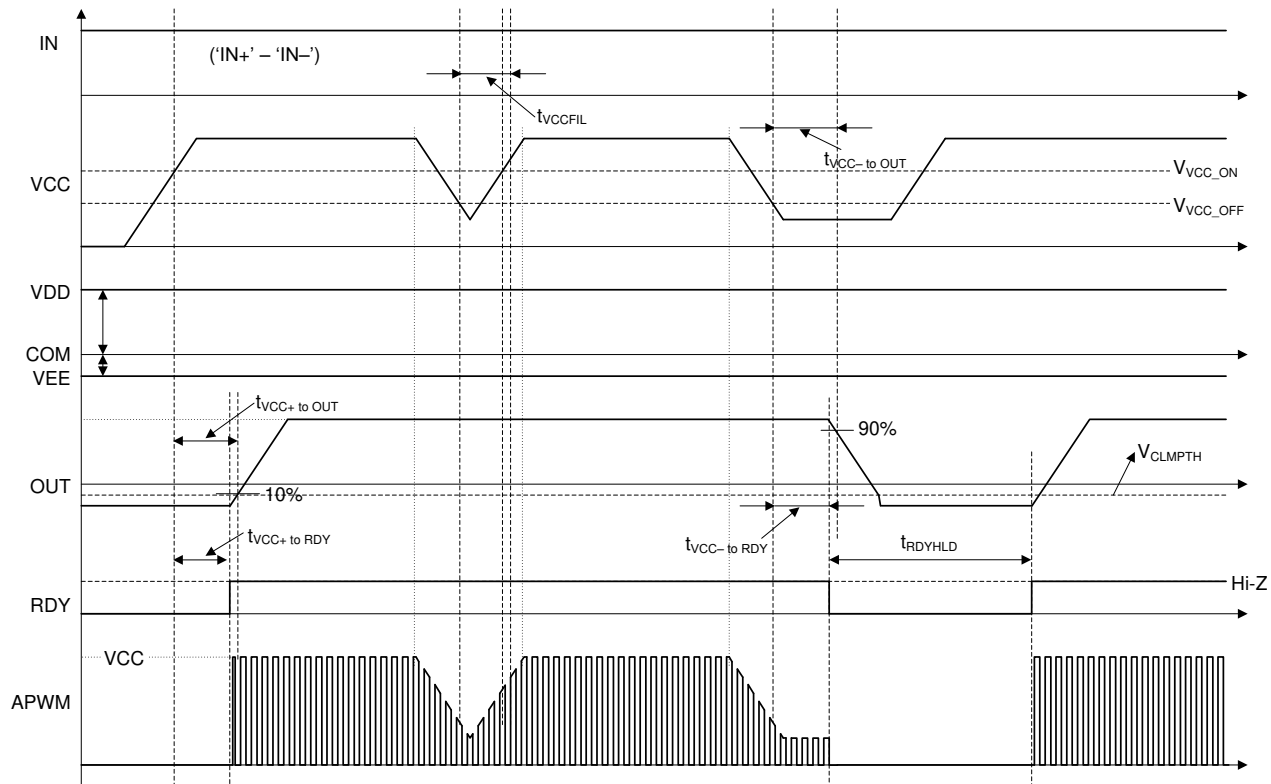 IN
('IN+' – 'IN–')
tVCCFIL
tVCC– to OUT
VCC
VVCC_ON
VVCC_OFF
VDD
COM
VEE
tVCC+ to OUT
90%
VCLMPTH
OUT
10%
tVCC+ to RDY
tVCC– to RDY
tRDYHLD
Hi-Z
RDY
VCC
APWM